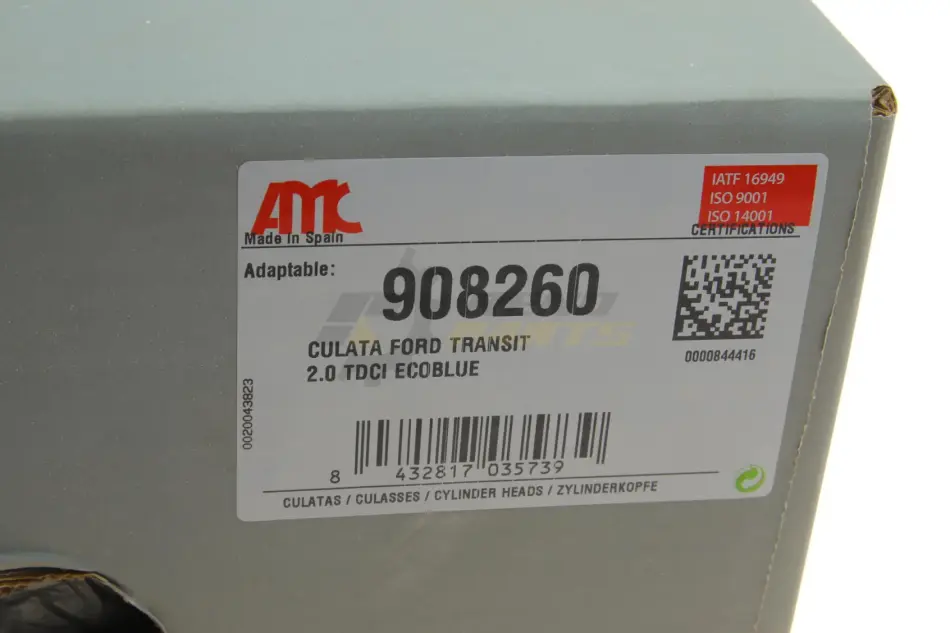 AMC
Made in Spain
IATF 16949
ISO 9001
ISO 14001
CERTIFICATIONS
Adaptable:
908260
CULATA FORD TRANSIT
2.0 TDCI ECOBLUE
0000844416
0020043823
8 432817 035739
CULATAS / CULASSES / CYLINDER HEADS / ZYLINDERKOPFE
PARTS